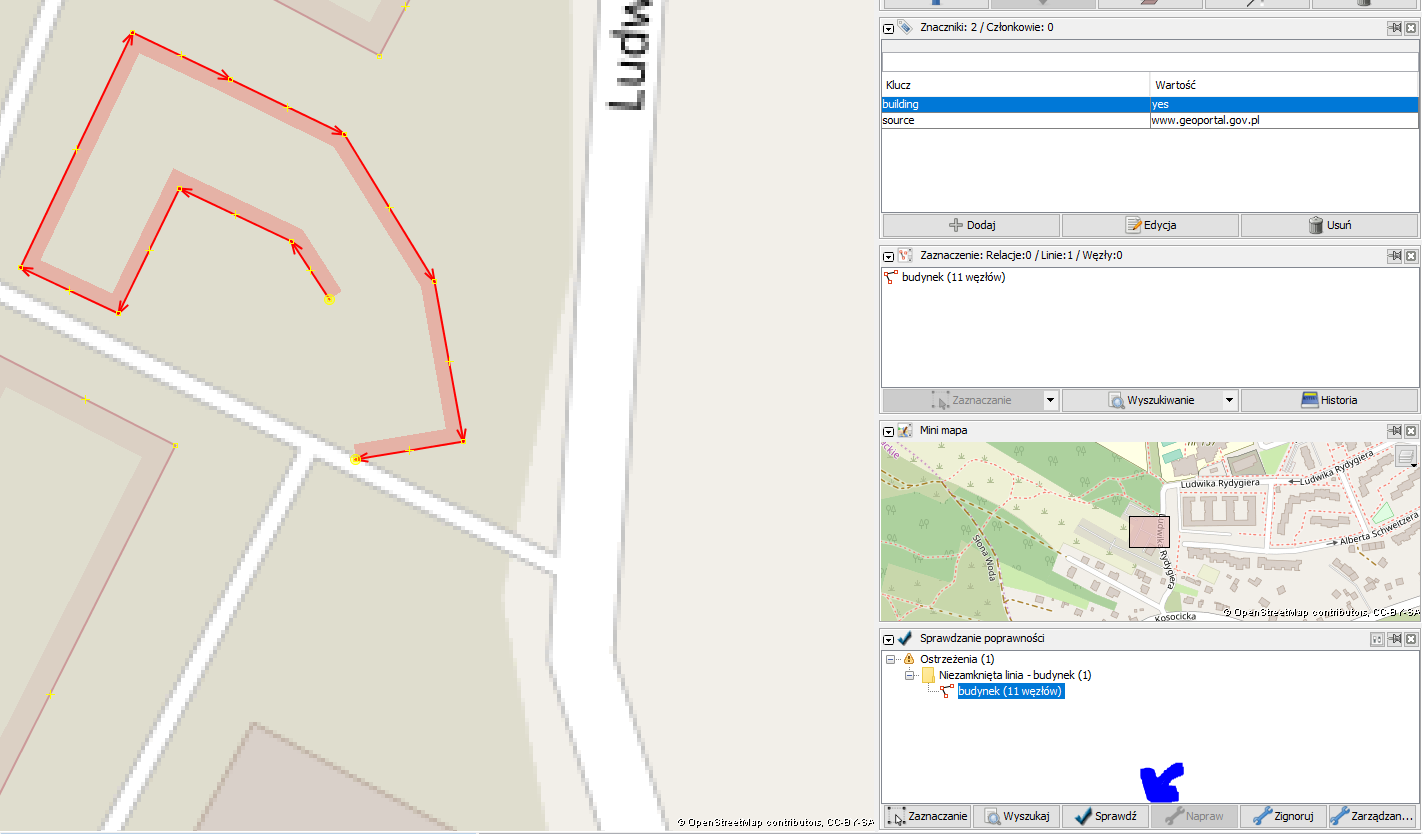 Ludwi
© OpenStreetMap contributors, CC-BY-SA
Znaczniki: 2 / Członkowie: 0
Klucz Wartość
building yes
source www.geoportal.gov.pl
Dodaj Edycja Usuń
Zaznaczenie: Relacje:0 / Linie:1 / Węzły:0
budynek (11 węzłów)
Zaznaczanie Wyszukiwanie Historia
Mini mapa
Ludwika Rydygiera
Ludwika Rydygiera
Alberta Schweitzera
Ludwika Rydygiera
Słona Woda
Kosocicka
© OpenStreetMap contributors, CC-BY-SA
Sprawdzanie poprawności
Ostrzeżenia (1)
Niezamknięta linia - budynek (1)
budynek (11 węzłów)
Zaznaczanie Wyszukaj Sprawdź Napraw Zignoruj Zarządzan...